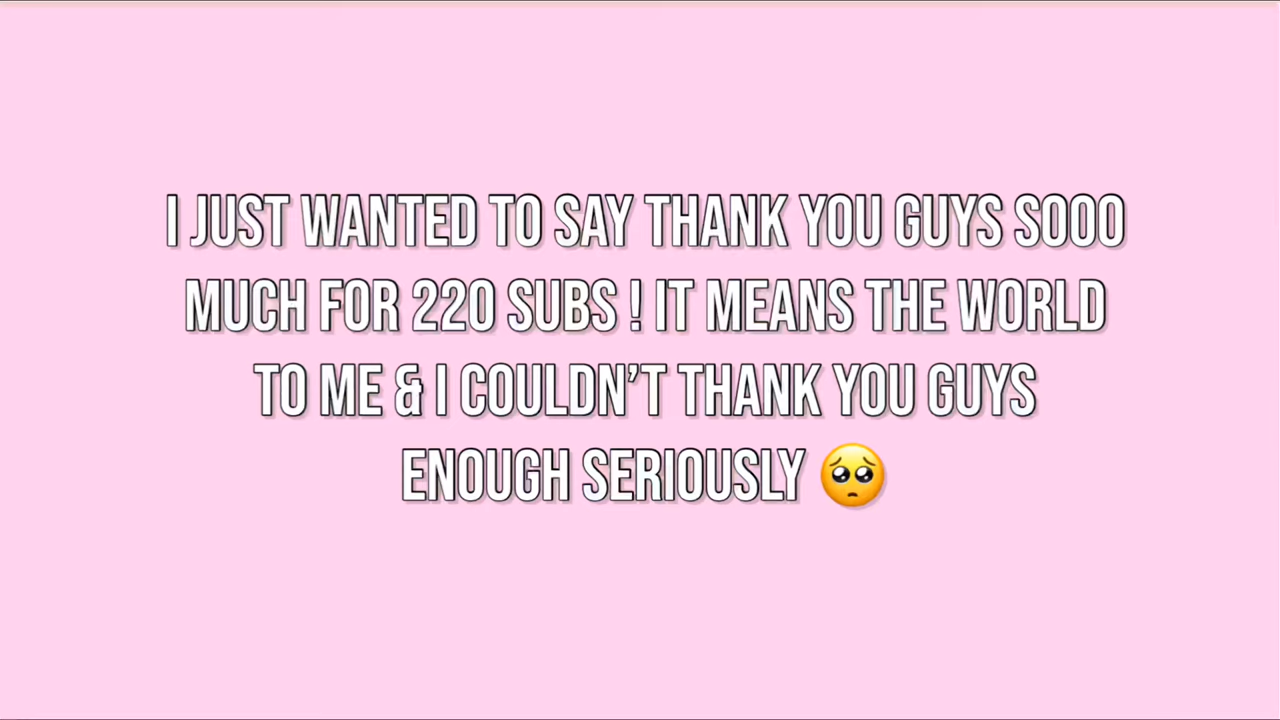 I JUST WANTED TO SAY THANK YOU GUYS SOOO
MUCH FOR 220 SUBS ! IT MEANS THE WORLD
TO ME & I COULDN’T THANK YOU GUYS
ENOUGH SERIOUSLY 🥺